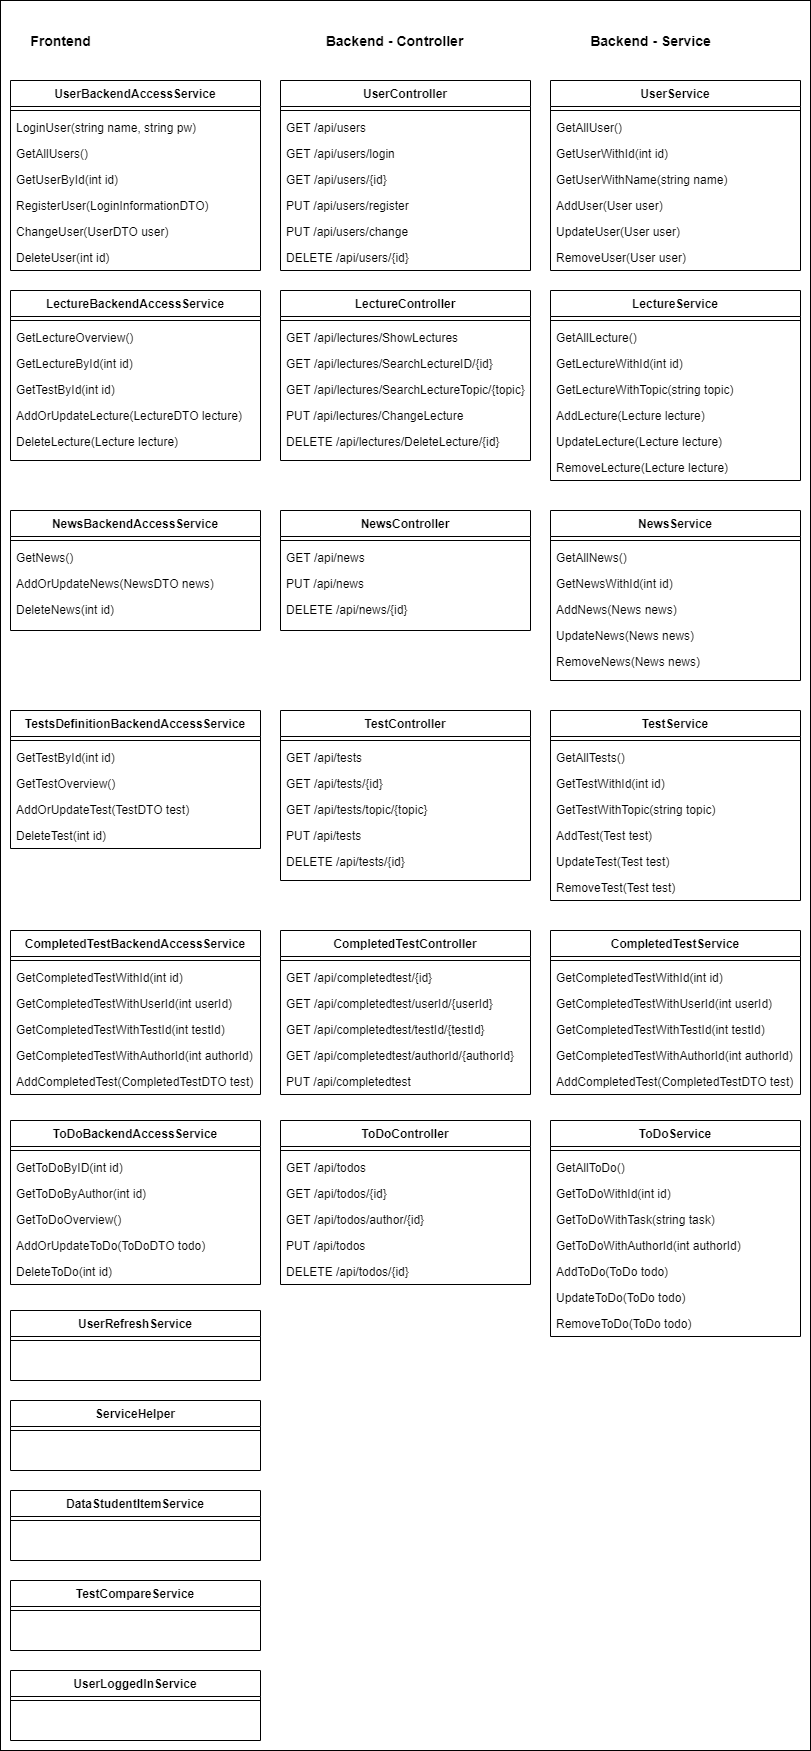 Frontend
Backend - Controller
Backend - Service
UserBackendAccessService
LoginUser(string name, string pw)
GetAllUsers()
GetUserById(int id)
RegisterUser(LoginInformationDTO)
ChangeUser(UserDTO user)
DeleteUser(int id)
UserController
GET /api/users
GET /api/users/login
GET /api/users/{id}
PUT /api/users/register
PUT /api/users/change
DELETE /api/users/{id}
UserService
GetAllUser()
GetUserWithId(int id)
GetUserWithName(string name)
AddUser(User user)
UpdateUser(User user)
RemoveUser(User user)
LectureBackendAccessService
GetLectureOverview()
GetLectureById(int id)
GetTestById(int id)
AddOrUpdateLecture(LectureDTO lecture)
DeleteLecture(Lecture lecture)
LectureController
GET /api/lectures/ShowLectures
GET /api/lectures/SearchLectureID/{id}
GET /api/lectures/SearchLectureTopic/{topic}
PUT /api/lectures/ChangeLecture
DELETE /api/lectures/DeleteLecture/{id}
LectureService
GetAllLecture()
GetLectureWithId(int id)
GetLectureWithTopic(string topic)
AddLecture(Lecture lecture)
UpdateLecture(Lecture lecture)
RemoveLecture(Lecture lecture)
NewsBackendAccessService
GetNews()
AddOrUpdateNews(NewsDTO news)
DeleteNews(int id)
NewsController
GET /api/news
PUT /api/news
DELETE /api/news/{id}
NewsService
GetAllNews()
GetNewsWithId(int id)
AddNews(News news)
UpdateNews(News news)
RemoveNews(News news)
TestsDefinitionBackendAccessService
GetTestById(int id)
GetTestOverview()
AddOrUpdateTest(TestDTO test)
DeleteTest(int id)
TestController
GET /api/tests
GET /api/tests/{id}
GET /api/tests/topic/{topic}
PUT /api/tests
DELETE /api/tests/{id}
TestService
GetAllTests()
GetTestWithId(int id)
GetTestWithTopic(string topic)
AddTest(Test test)
UpdateTest(Test test)
RemoveTest(Test test)
CompletedTestBackendAccessService
GetCompletedTestWithId(int id)
GetCompletedTestWithUserId(int userId)
GetCompletedTestWithTestId(int testId)
GetCompletedTestWithAuthorId(int authorId)
AddCompletedTest(CompletedTestDTO test)
CompletedTestController
GET /api/completedtest/{id}
GET /api/completedtest/userId/{userId}
GET /api/completedtest/testId/{testId}
GET /api/completedtest/authorId/{authorId}
PUT /api/completedtest
CompletedTestService
GetCompletedTestWithId(int id)
GetCompletedTestWithUserId(int userId)
GetCompletedTestWithTestId(int testId)
GetCompletedTestWithAuthorId(int authorId)
AddCompletedTest(CompletedTestDTO test)
ToDoBackendAccessService
GetToDoByID(int id)
GetToDoByAuthor(int id)
GetToDoOverview()
AddOrUpdateToDo(ToDoDTO todo)
DeleteToDo(int id)
ToDoController
GET /api/todos
GET /api/todos/{id}
GET /api/todos/author/{id}
PUT /api/todos
DELETE /api/todos/{id}
ToDoService
GetAllToDo()
GetToDoWithId(int id)
GetToDoWithTask(string task)
GetToDoWithAuthorId(int authorId)
AddToDo(ToDo todo)
UpdateToDo(ToDo todo)
RemoveToDo(ToDo todo)
UserRefreshService
ServiceHelper
DataStudentItemService
TestCompareService
UserLoggedInService